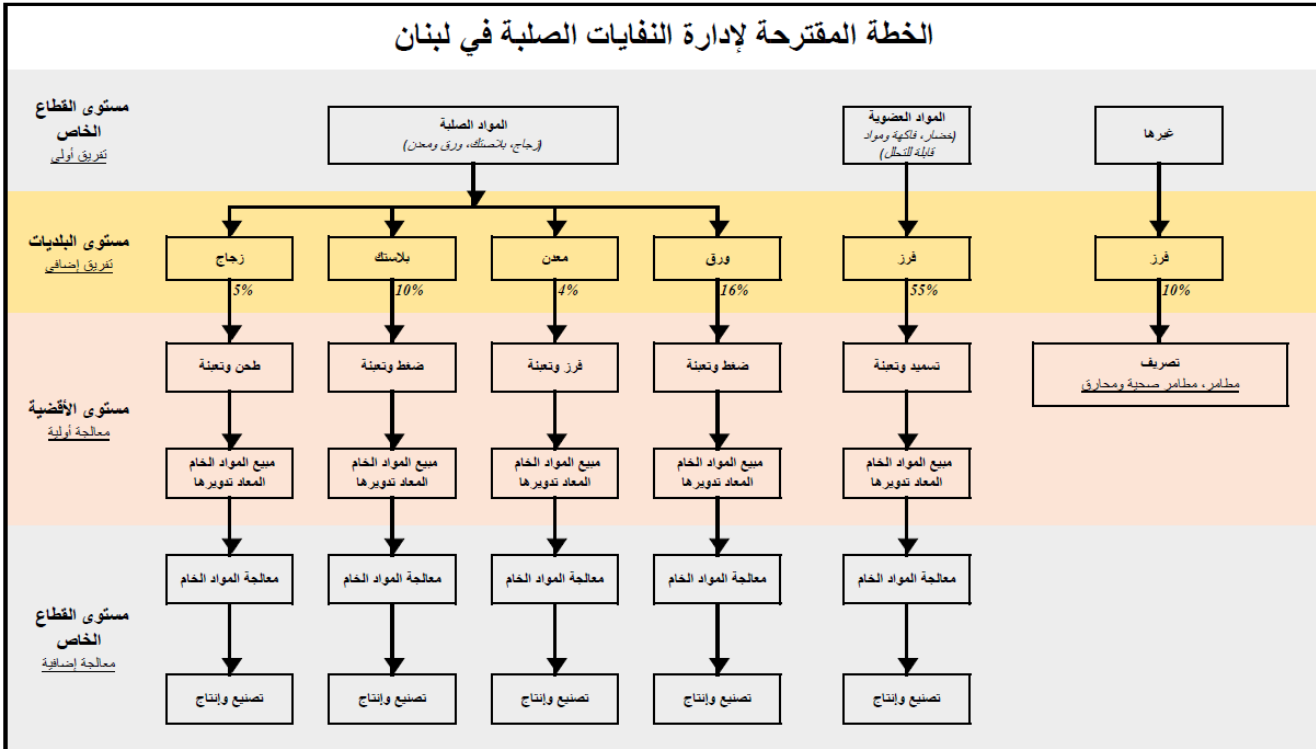 الخطة المقترحة لإدارة النفايات الصلبة في لبنان
مستوى القطاع
الخاص
تفريق أولي
المواد الصلبة
(زجاج، بلاستك، ورق ومعدن)
المواد العضوية
(خضار، فاكهة ومواد
قابلة للتحلل)
غيرها
مستوى البلديات
تفريق إضافي
زجاج
بلاستك
معدن
ورق
فرز
فرز
5%
10%
4%
16%
55%
10%
مستوى الأقضية
معالجة أولية
طحن وتعبئة
ضغط وتعبئة
فرز وتعبئة
ضغط وتعبئة
تسميد وتعبئة
تصريف
مطامر، مطامر صحية ومحارق
مبيع المواد الخام
المعاد تدويرها
مبيع المواد الخام
المعاد تدويرها
مبيع المواد الخام
المعاد تدويرها
مبيع المواد الخام
المعاد تدويرها
مبيع المواد الخام
المعاد تدويرها
مستوى القطاع
الخاص
معالجة إضافية
معالجة المواد الخام
معالجة المواد الخام
معالجة المواد الخام
معالجة المواد الخام
معالجة المواد الخام
تصنيع وإنتاج
تصنيع وإنتاج
تصنيع وإنتاج
تصنيع وإنتاج
تصنيع وإنتاج